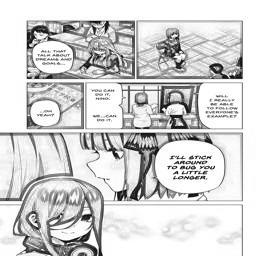 ALL THAT
TALK ABOUT
DREAMS AND
GOALS...
WILL
I REALLY
BE ABLE
TO FOLLOW
EVERYONE'S
EXAMPLE?
YOU CAN
DO IT,
NINO.
WE...CAN
DO IT.
...OH
YEAH?
I'LL STICK
AROUND
TO BUG YOU
A LITTLE
LONGER.